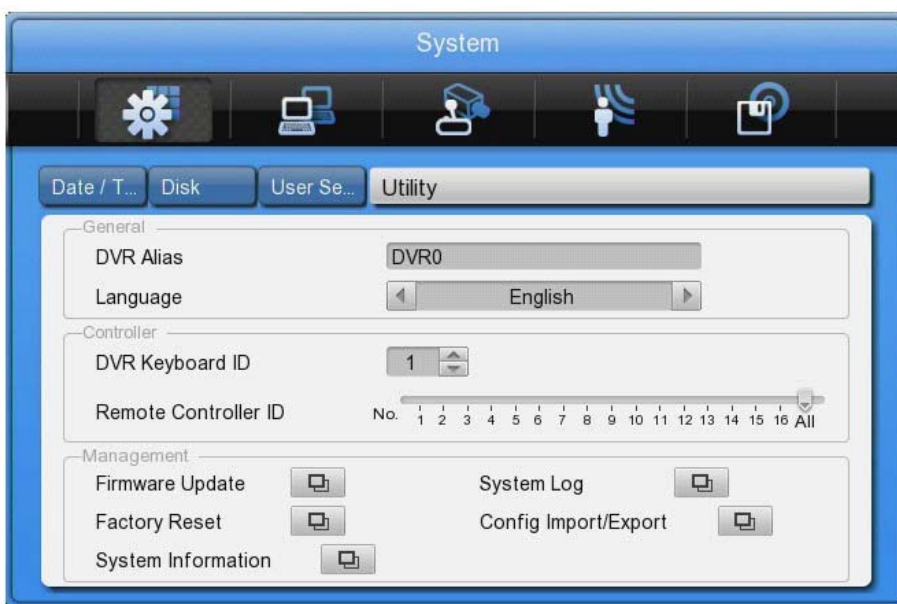 System
Date / T... Disk User Se... Utility
General
DVR Alias DVR0
Language English
Controller
DVR Keyboard ID 1
Remote Controller ID No. 1 2 3 4 5 6 7 8 9 10 11 12 13 14 15 16 All
Management
Firmware Update System Log
Factory Reset Config Import/Export
System Information